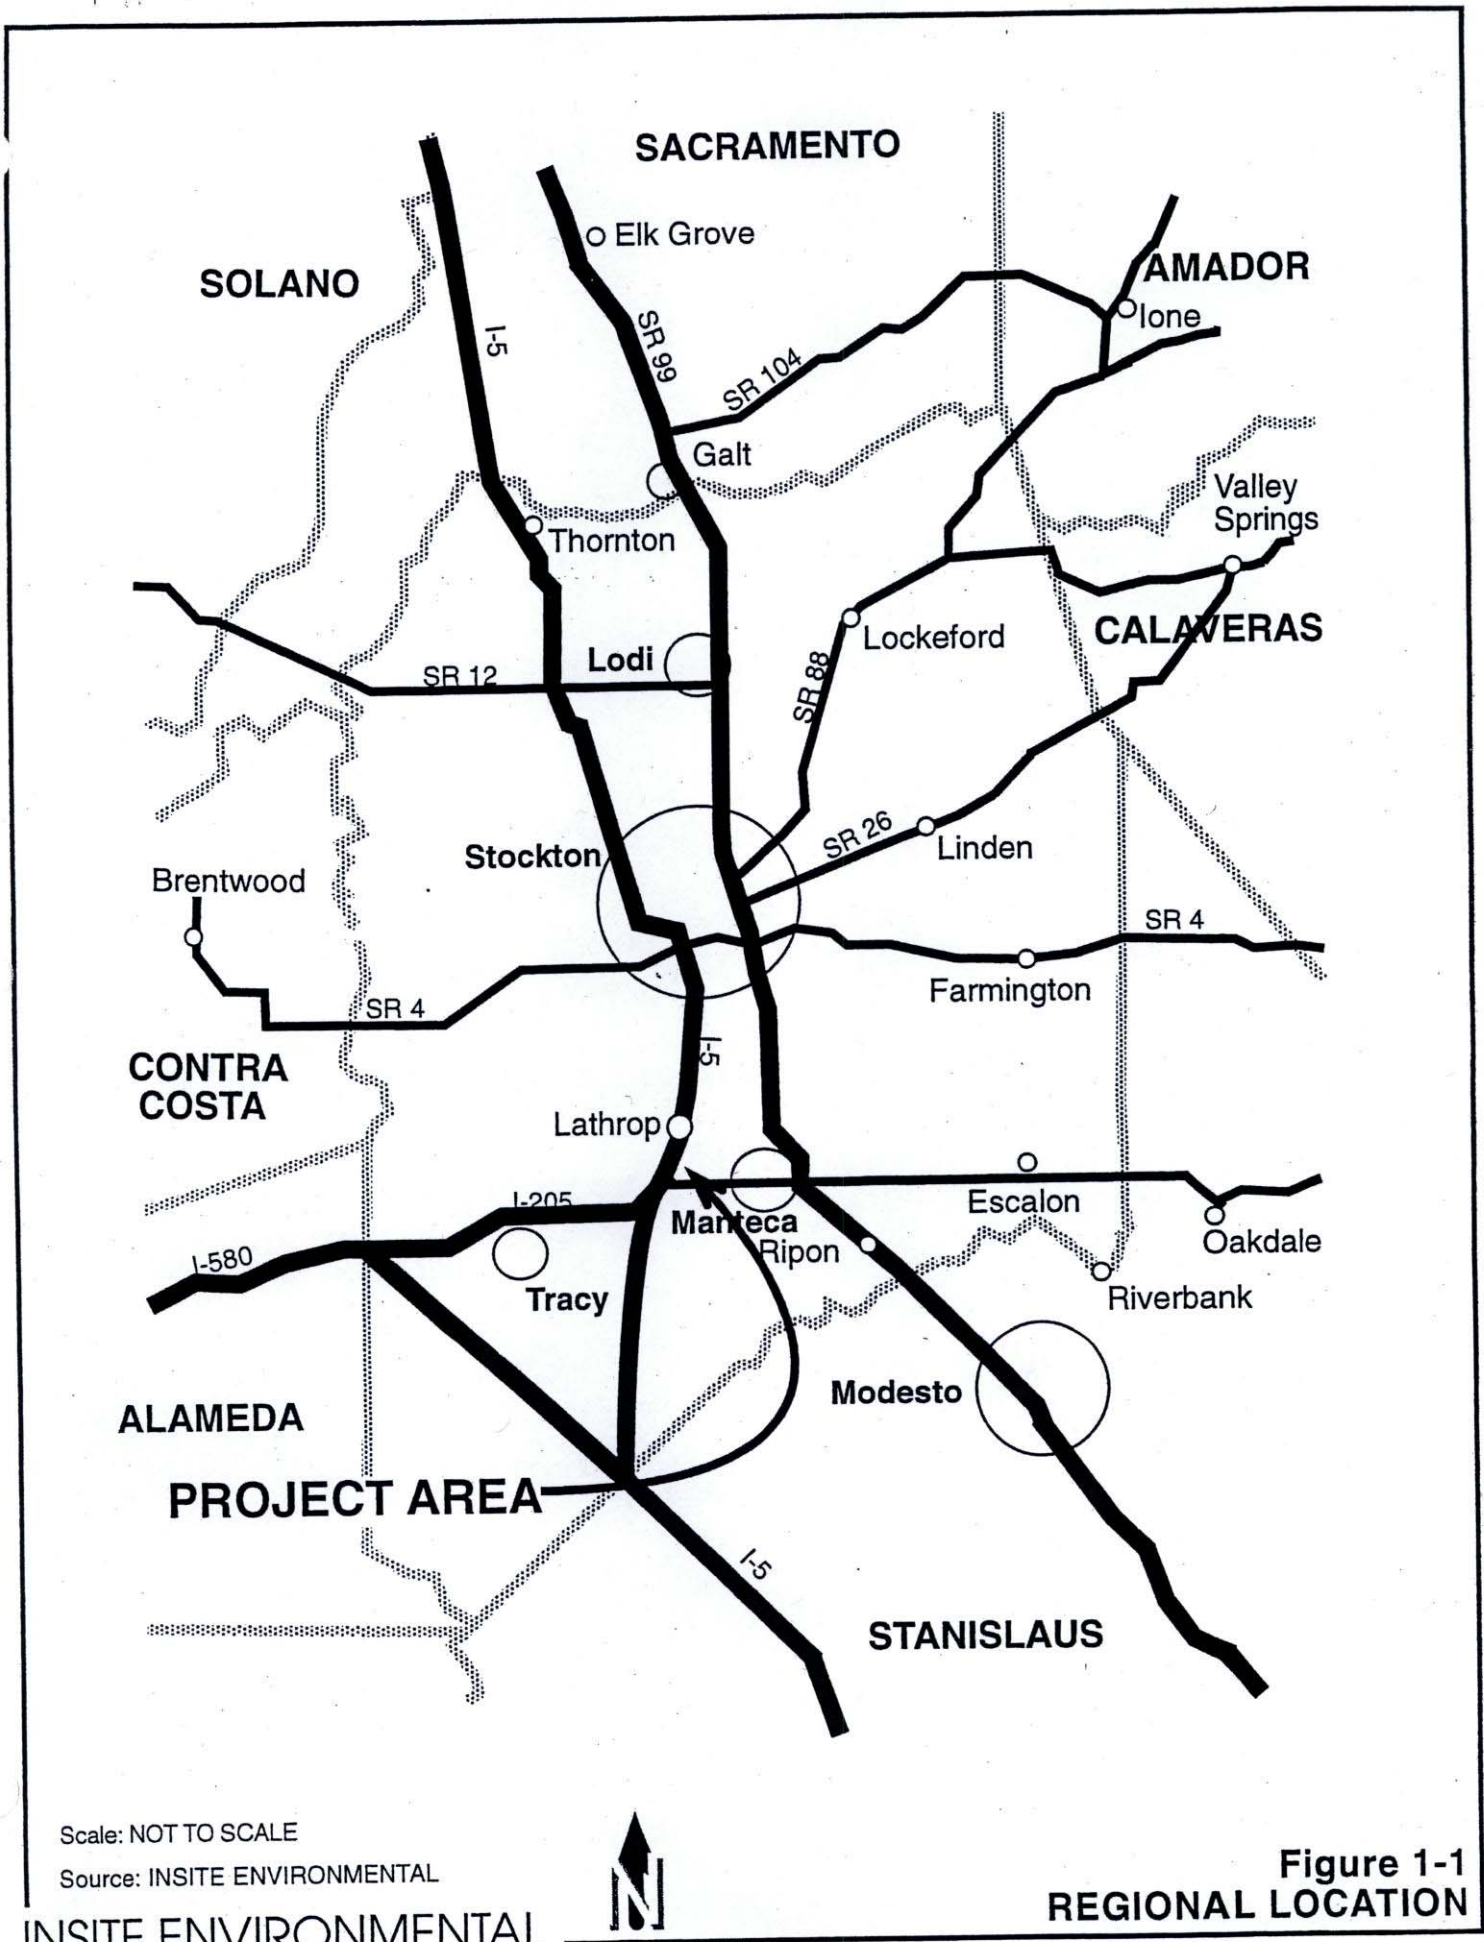 SACRAMENTO
Elk Grove
SOLANO
AMADOR
Ione
I-5
SR 99
SR 104
Galt
Valley
Springs
Thornton
Lockeford
CALAVERAS
Lodi
SR 12
SR 88
Stockton
SR 26
Linden
Brentwood
SR 4
Farmington
SR 4
I-5
CONTRA
COSTA
Lathrop
Escalon
I-205
Manteca
Ripon
Oakdale
I-580
Tracy
Riverbank
Modesto
ALAMEDA
PROJECT AREA
I-5
STANISLAUS
Scale: NOT TO SCALE
Source: INSITE ENVIRONMENTAL
N
Figure 1-1
REGIONAL LOCATION
INSITE ENVIRONMENTAL